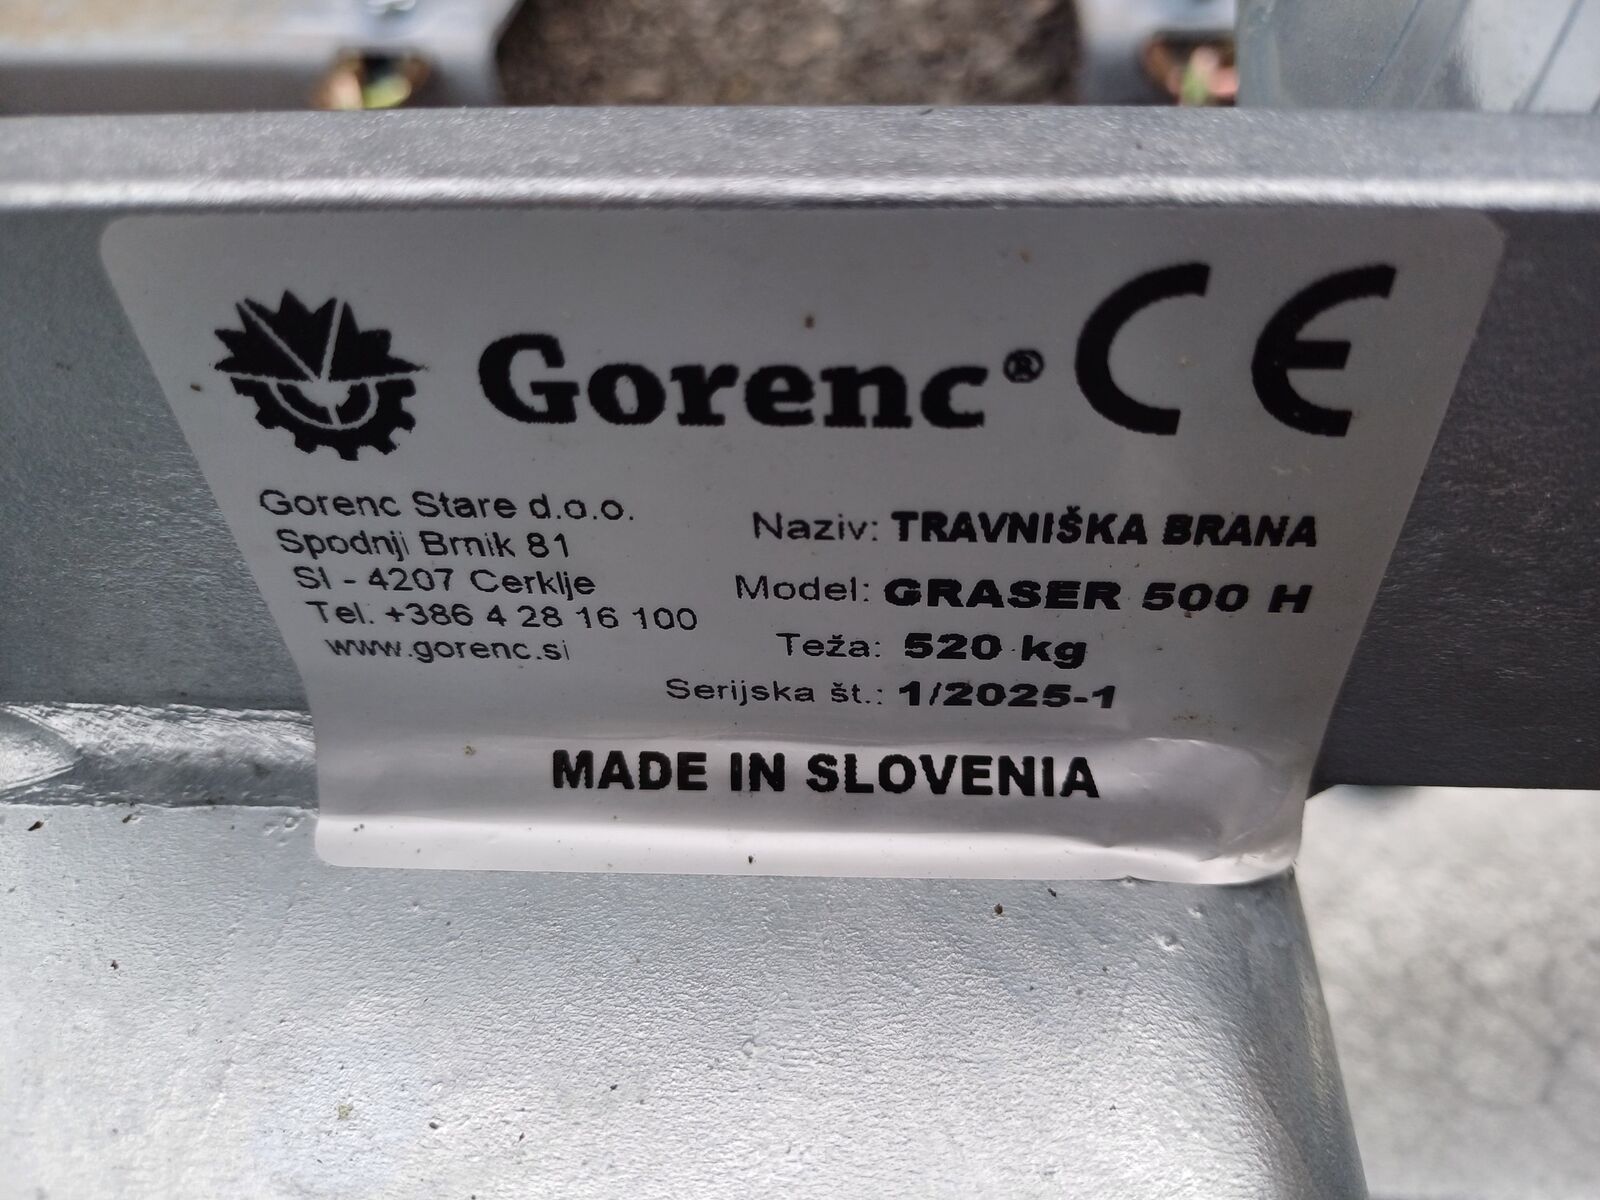 Gorenc® CE
Gorenc Stare d.o.o.
Spodnji Brnik 81
SI - 4207 Cerklje
Tel. +386 4 28 16 100
www.gorenc.si
Naziv: TRAVNIŠKA BRANA
Model: GRASER 500 H
Teža: 520 kg
Serijska št.: 1/2025-1
MADE IN SLOVENIA